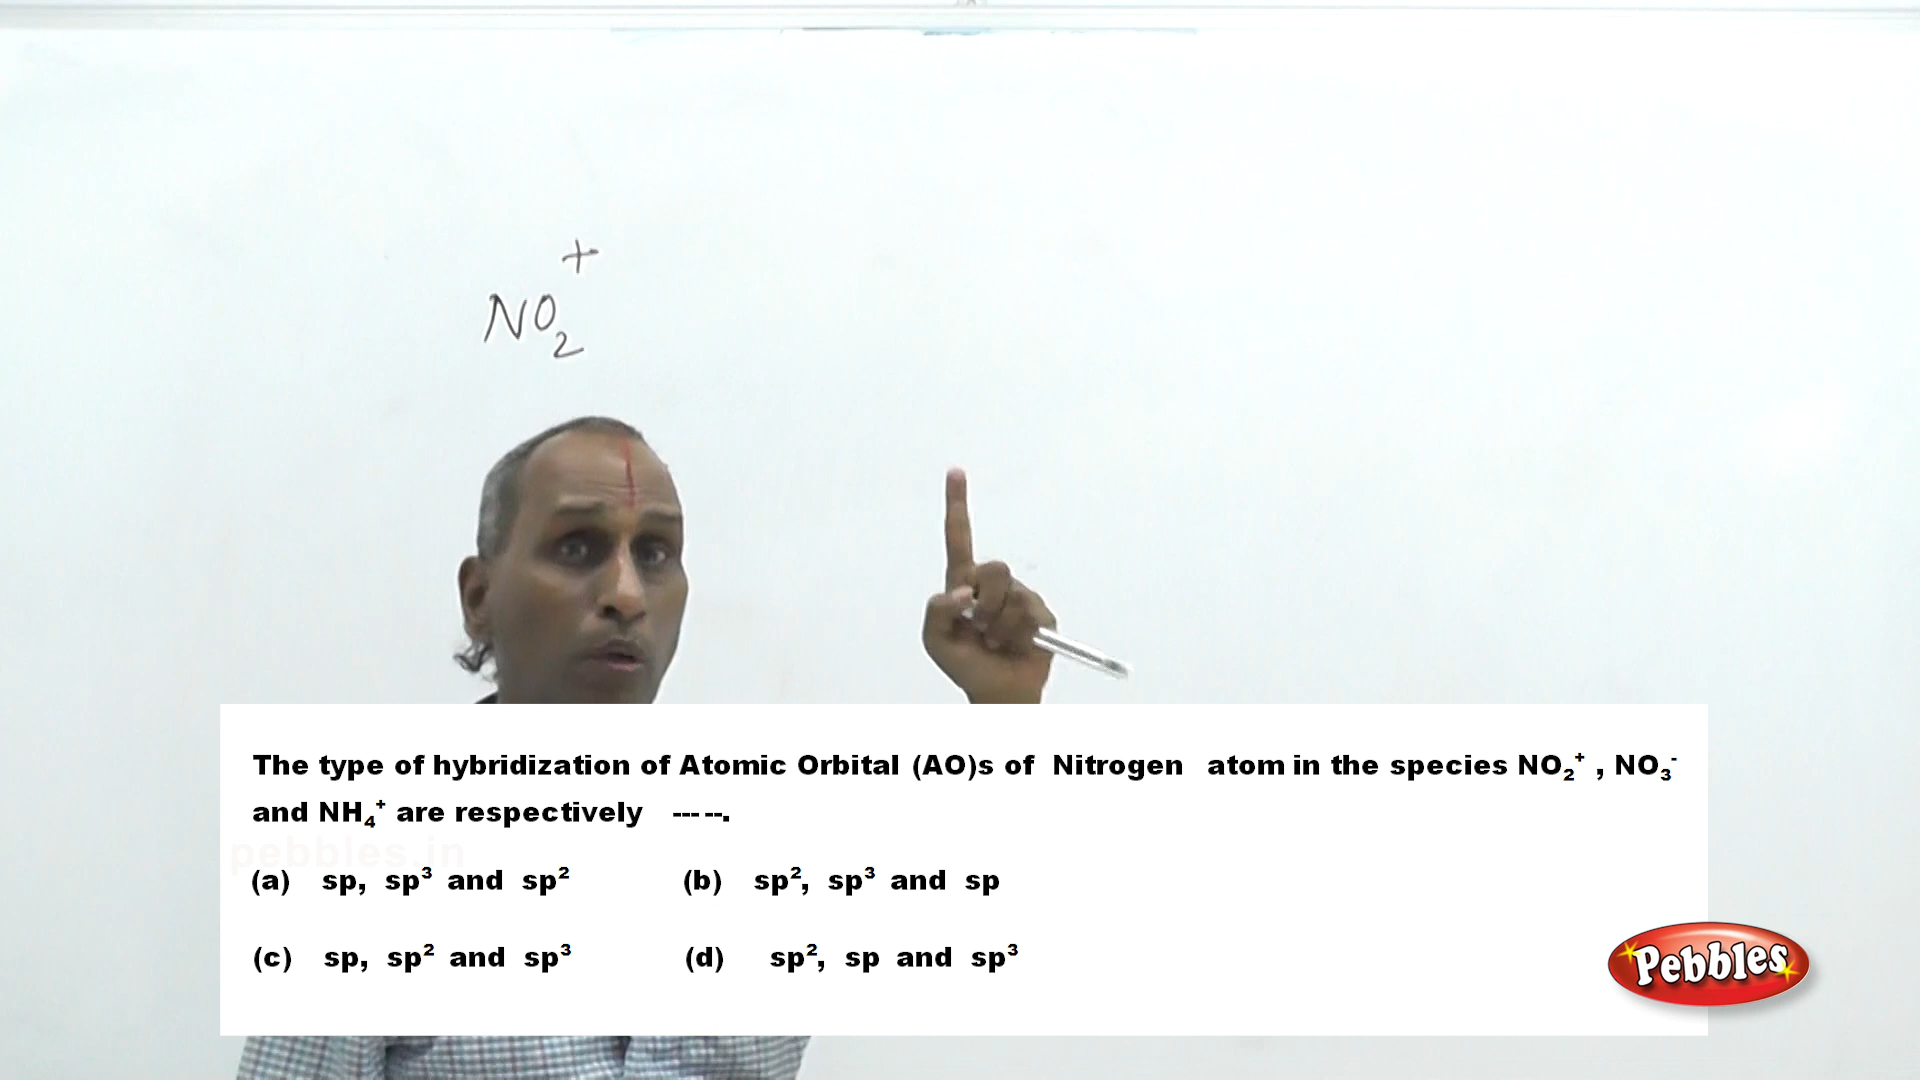 NO₂⁺
The type of hybridization of Atomic Orbital (AO)s of Nitrogen atom in the species NO₂⁺ , NO₃⁻
and NH₄⁺ are respectively --- --.
pebbles.in
(a) sp, sp³ and sp² (b) sp², sp³ and sp
(c) sp, sp² and sp³ (d) sp², sp and sp³
Pebbles